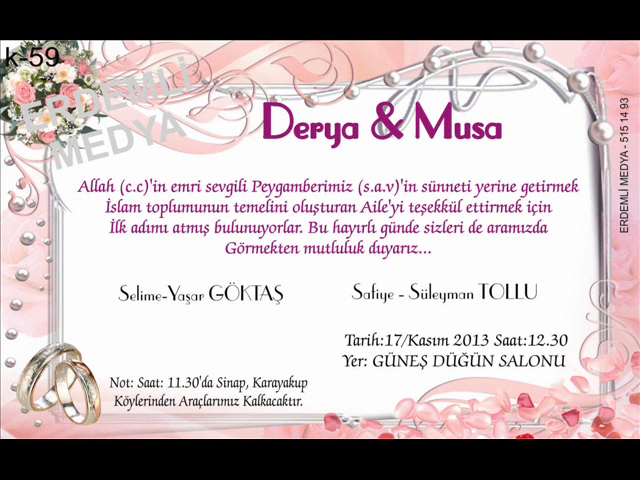 k-59
ERDEMLİ
MEDYA
Derya & Musa
Allah (c.c)'in emri sevgili Peygamberimiz (s.a.v)'in sünneti yerine getirmek
İslam toplumunun temelini oluşturan Aile'yi teşekkül ettirmek için
İlk adımı atmış bulunuyorlar. Bu hayırlı günde sizleri de aramızda
Görmekten mutluluk duyarız...
Selime-Yaşar GÖKTAŞ
Safiye - Süleyman TOLLU
Tarih:17/Kasım 2013 Saat:12.30
Yer: GÜNEŞ DÜĞÜN SALONU
Not: Saat: 11.30'da Sinap, Karayakup
Köylerinden Araçlarımız Kalkacaktır.
ERDEMLİ MEDYA - 515 14 93